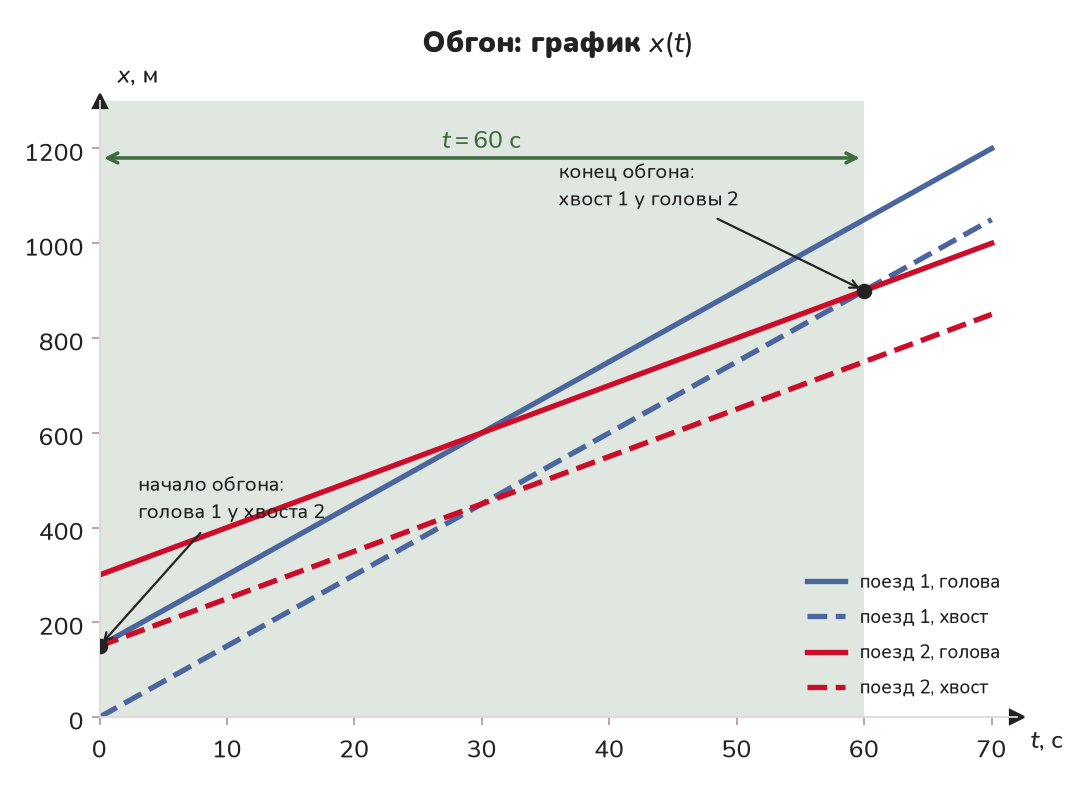 Обгон: график x(t)
x, м
1200
1000
800
600
400
200
0
t = 60 с
конец обгона:
хвост 1 у головы 2
начало обгона:
голова 1 у хвоста 2
поезд 1, голова
поезд 1, хвост
поезд 2, голова
поезд 2, хвост
0 10 20 30 40 50 60 70
t, с